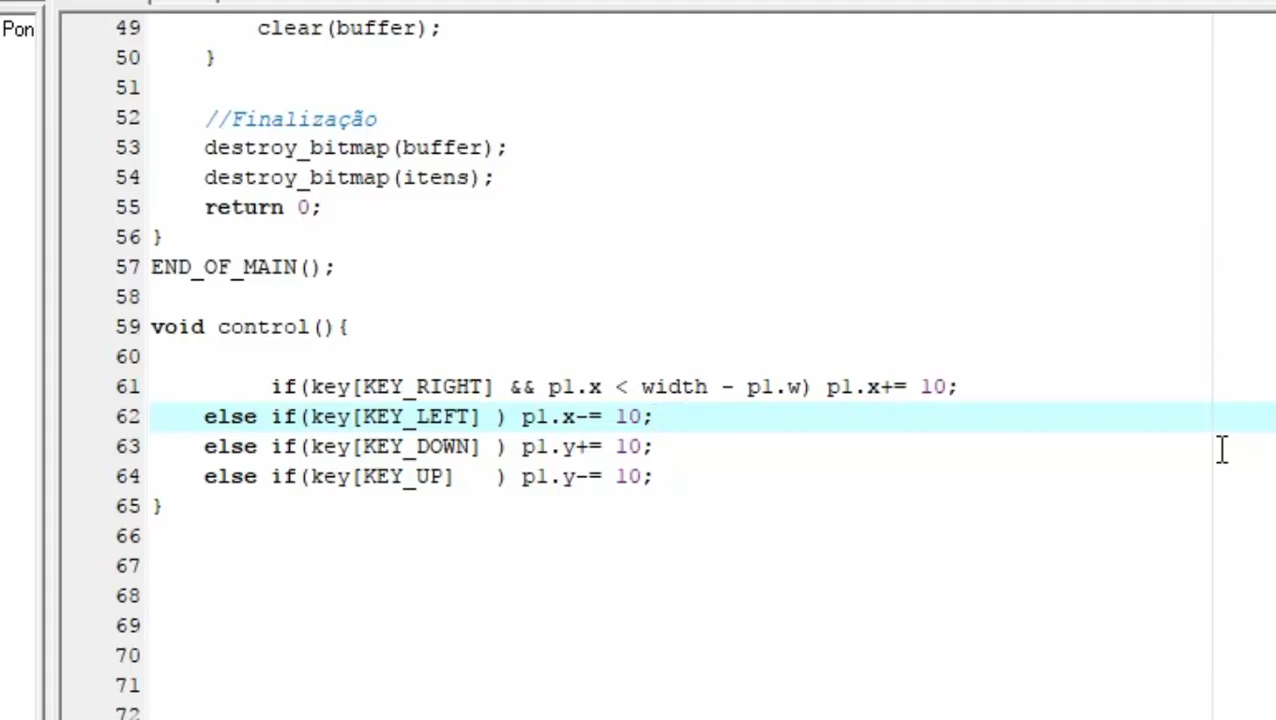 Pon
49 clear(buffer);
50 }
51
52 //Finalização
53 destroy_bitmap(buffer);
54 destroy_bitmap(itens);
55 return 0;
56 }
57 END_OF_MAIN();
58
59 void control(){
60
61 if(key[KEY_RIGHT] && p1.x < width - p1.w) p1.x+= 10;
62 else if(key[KEY_LEFT] ) p1.x-= 10;
63 else if(key[KEY_DOWN] ) p1.y+= 10;
64 else if(key[KEY_UP]   ) p1.y-= 10;
65 }
66
67
68
69
70
71
72